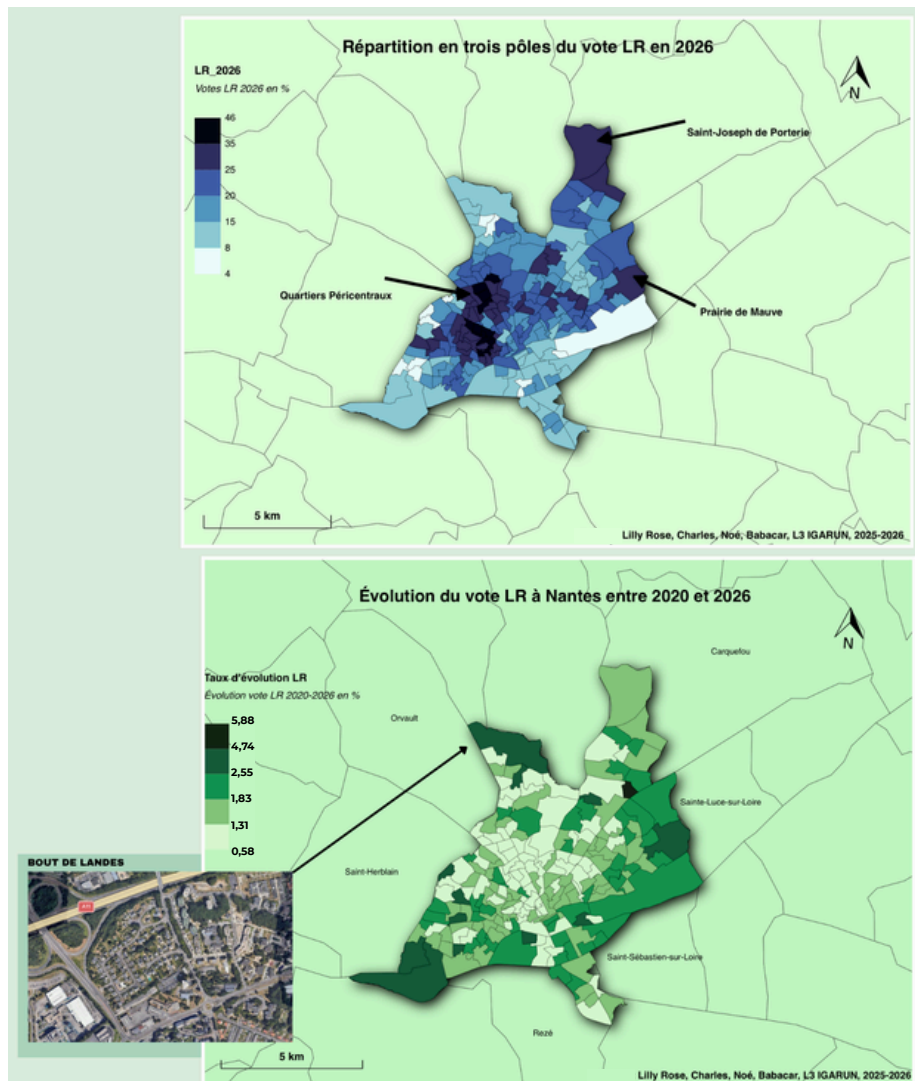 Répartition en trois pôles du vote LR en 2026
LR_2026
Votes LR 2026 en %
46
35
25
20
15
8
4
N
Saint-Joseph de Porterie
Quartiers Péricentraux
Prairie de Mauve
5 km
Lilly Rose, Charles, Noé, Babacar, L3 IGARUN, 2025-2026
Évolution du vote LR à Nantes entre 2020 et 2026
N
Carquefou
Taux d'évolution LR
Évolution vote LR 2020-2026 en %
5,88
4,74
2,55
1,83
1,31
0,58
Orvault
Sainte-Luce-sur-Loire
BOUT DE LANDES
Saint-Herblain
Saint-Sébastien-sur-Loire
Rezé
5 km
Lilly Rose, Charles, Noé, Babacar, L3 IGARUN, 2025-2026